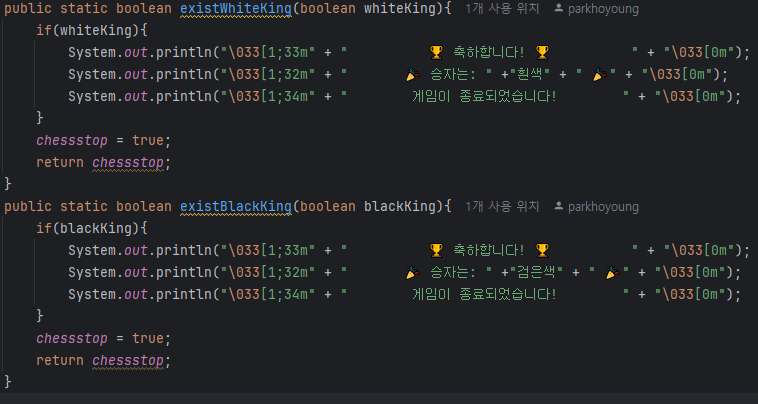 public static boolean existWhiteKing(boolean whiteKing){ 1개 사용 위치 parkhoyoung
    if(whiteKing){
        System.out.println("\033[1;33m" + "          🏆 축하합니다! 🏆          " + "\033[0m");
        System.out.println("\033[1;32m" + "       🎉 승자는: " +"흰색" + " 🎉" + "\033[0m");
        System.out.println("\033[1;34m" + "        게임이 종료되었습니다!        " + "\033[0m");
    }
    chessstop = true;
    return chessstop;
}
public static boolean existBlackKing(boolean blackKing){ 1개 사용 위치 parkhoyoung
    if(blackKing){
        System.out.println("\033[1;33m" + "          🏆 축하합니다! 🏆          " + "\033[0m");
        System.out.println("\033[1;32m" + "       🎉 승자는: " +"검은색" + " 🎉" + "\033[0m");
        System.out.println("\033[1;34m" + "        게임이 종료되었습니다!        " + "\033[0m");
    }
    chessstop = true;
    return chessstop;
}